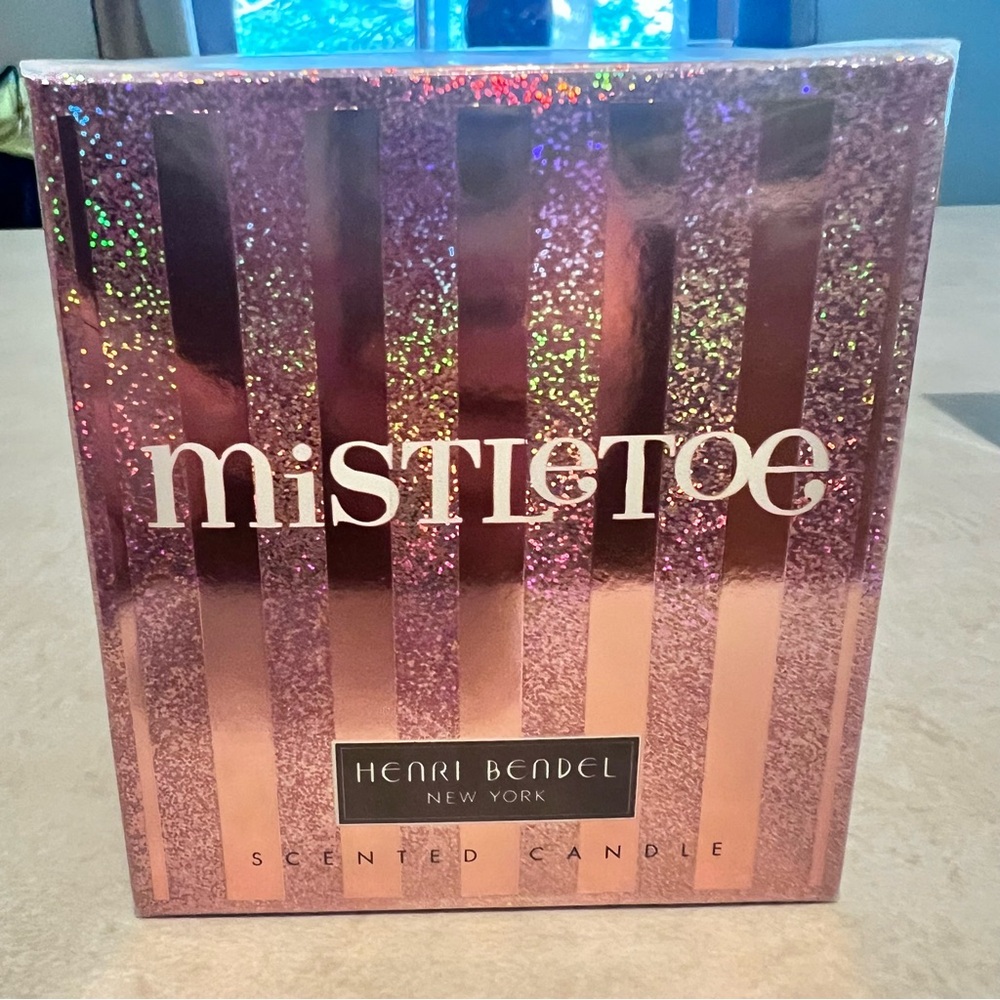 miSTLeTOe
HENRI BENDEL
NEW YORK
SCENTED CANDLE